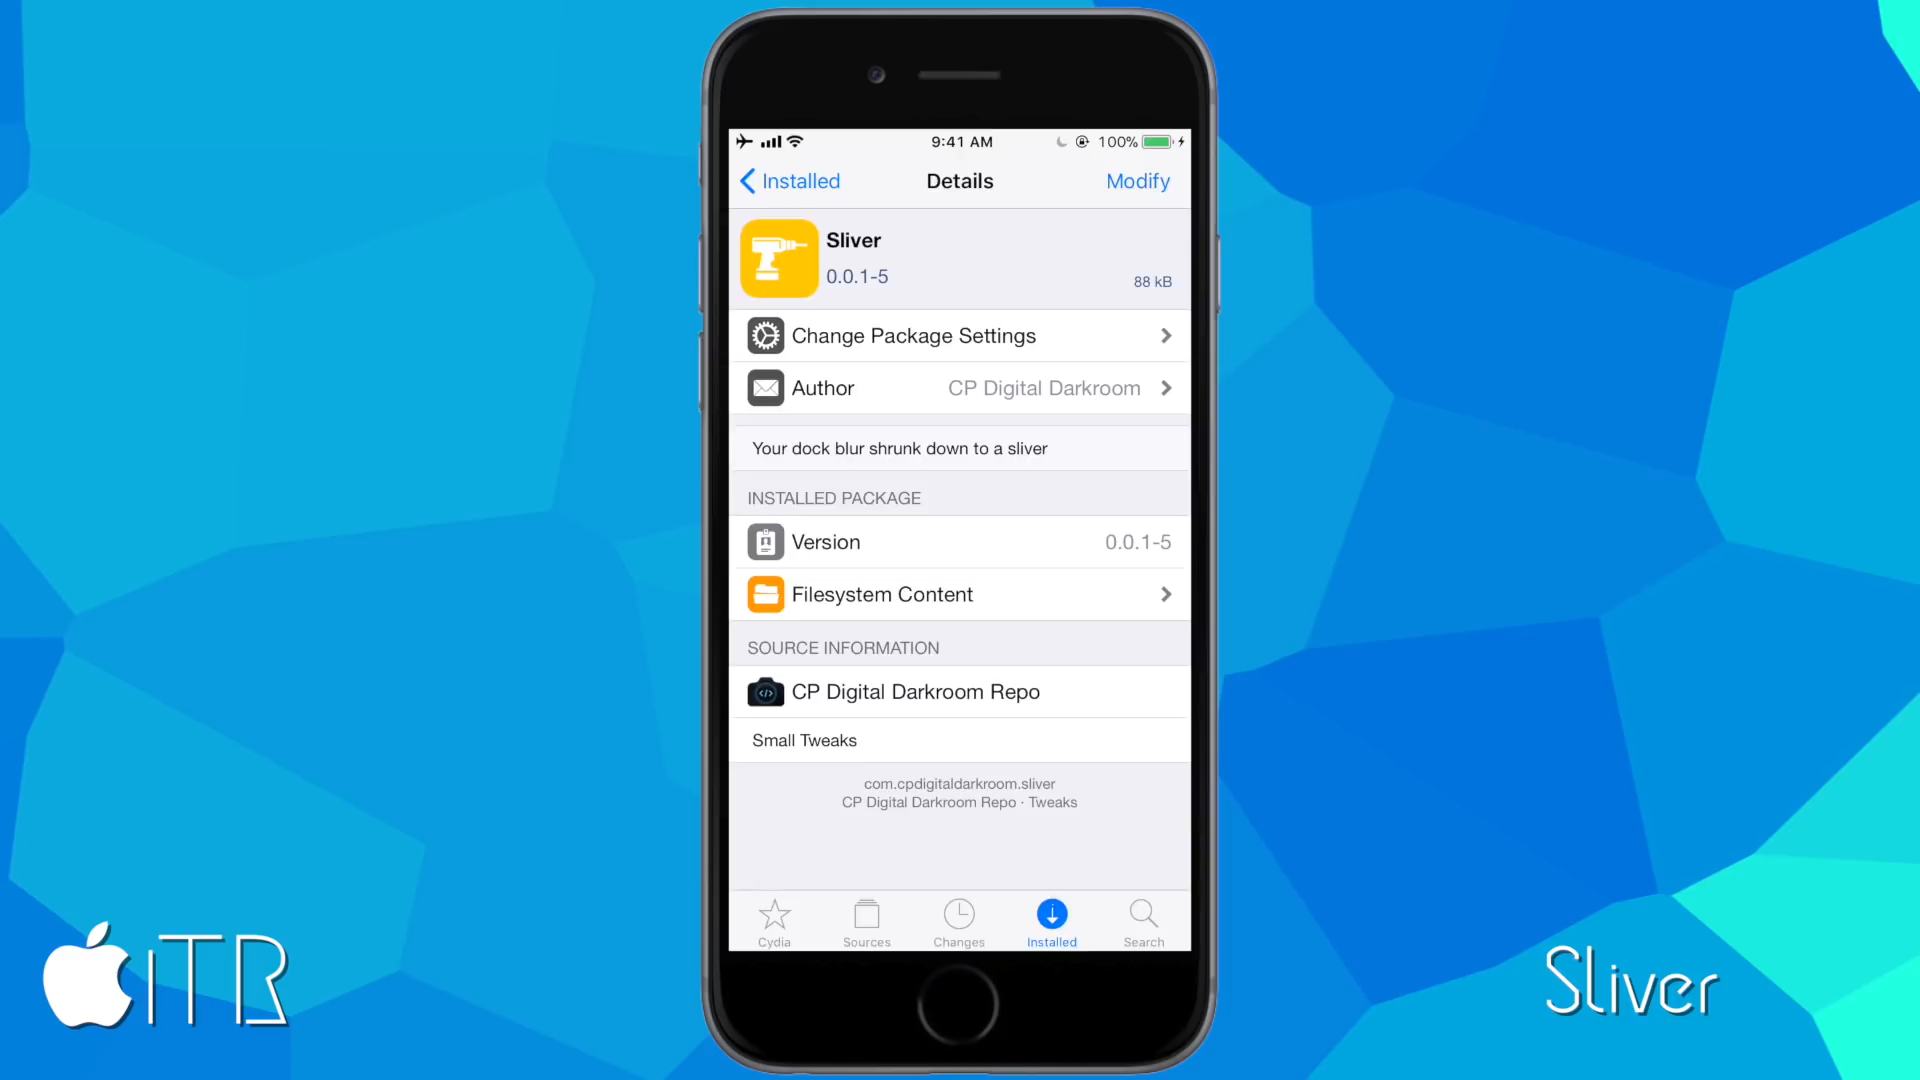 9:41 AM
100%
Installed
Details
Modify
Sliver
0.0.1-5
88 kB
Change Package Settings
Author
CP Digital Darkroom
Your dock blur shrunk down to a sliver
INSTALLED PACKAGE
Version
0.0.1-5
Filesystem Content
SOURCE INFORMATION
CP Digital Darkroom Repo
Small Tweaks
com.cpdigitaldarkroom.sliver
CP Digital Darkroom Repo · Tweaks
Cydia
Sources
Changes
Installed
Search
iTR
Sliver